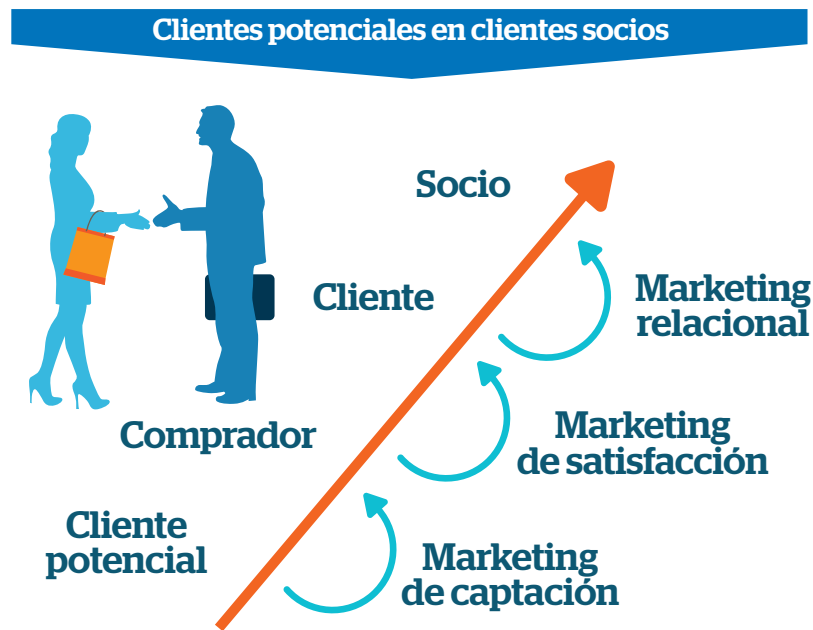 Clientes potenciales en clientes socios
Socio
Cliente
Marketing
relacional
Comprador
Marketing
de satisfacción
Cliente
potencial
Marketing
de captación